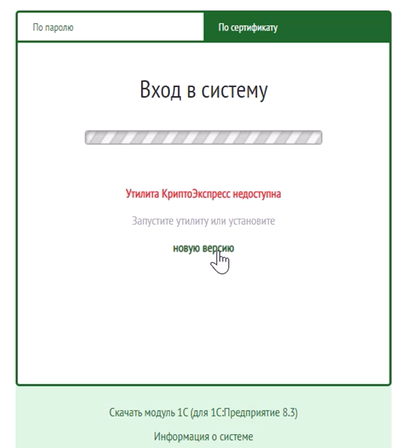 По паролю
По сертификату
Вход в систему
Утилита КриптоЭкспресс недоступна
Запустите утилиту или установите
новую версию
Скачать модуль 1С (для 1С:Предприятие 8.3)
Информация о системе